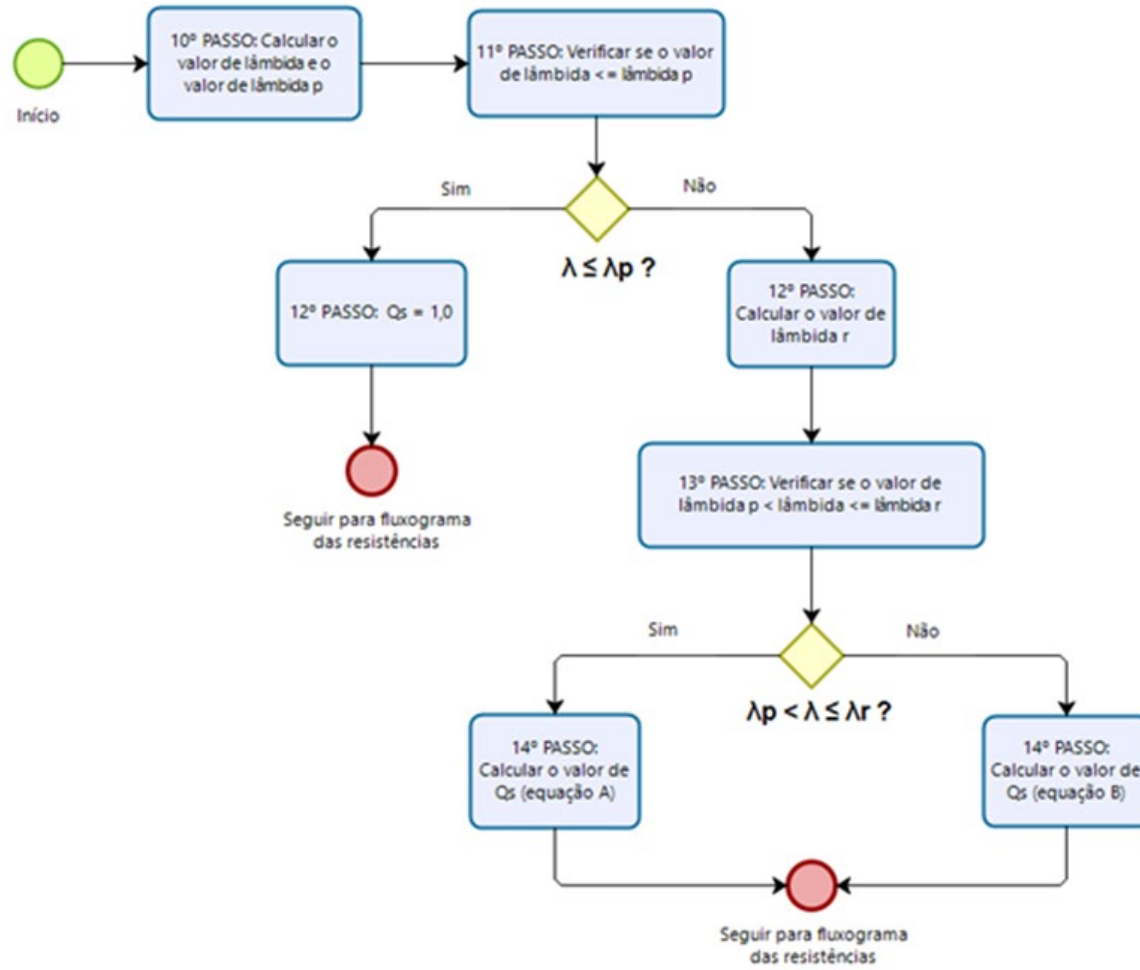 Início
10º PASSO: Calcular o
valor de lâmbida e o
valor de lâmbida p
11º PASSO: Verificar se o valor
de lâmbida <= lâmbida p
Sim
Não
λ ≤ λp ?
12º PASSO: Qs = 1,0
12º PASSO:
Calcular o valor de
lâmbida r
Seguir para fluxograma
das resistências
13º PASSO: Verificar se o valor de
lâmbida p < lâmbida <= lâmbida r
Sim
Não
λp < λ ≤ λr ?
14º PASSO:
Calcular o valor de
Qs (equação A)
14º PASSO:
Calcular o valor de
Qs (equação B)
Seguir para fluxograma
das resistências